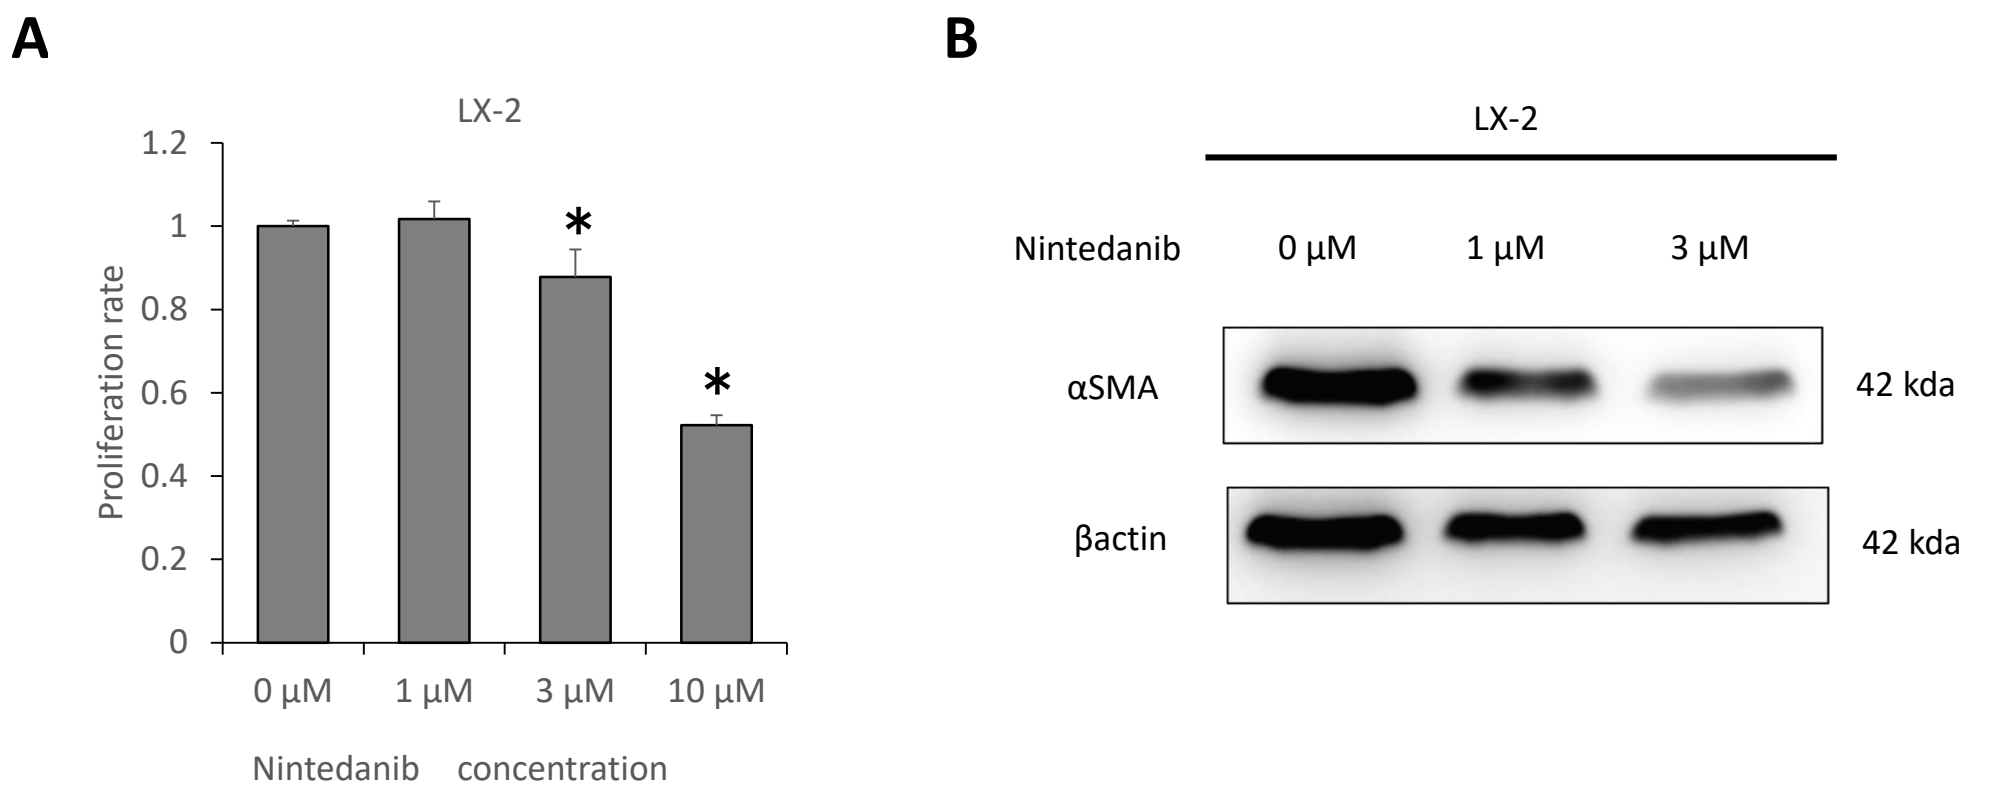 A
LX-2
1.2
1
0.8
0.6
0.4
0.2
0
Proliferation rate
*
*
0 μM 1 μM 3 μM 10 μM
Nintedanib concentration
B
LX-2
Nintedanib 0 μM 1 μM 3 μM
αSMA 42 kda
βactin 42 kda